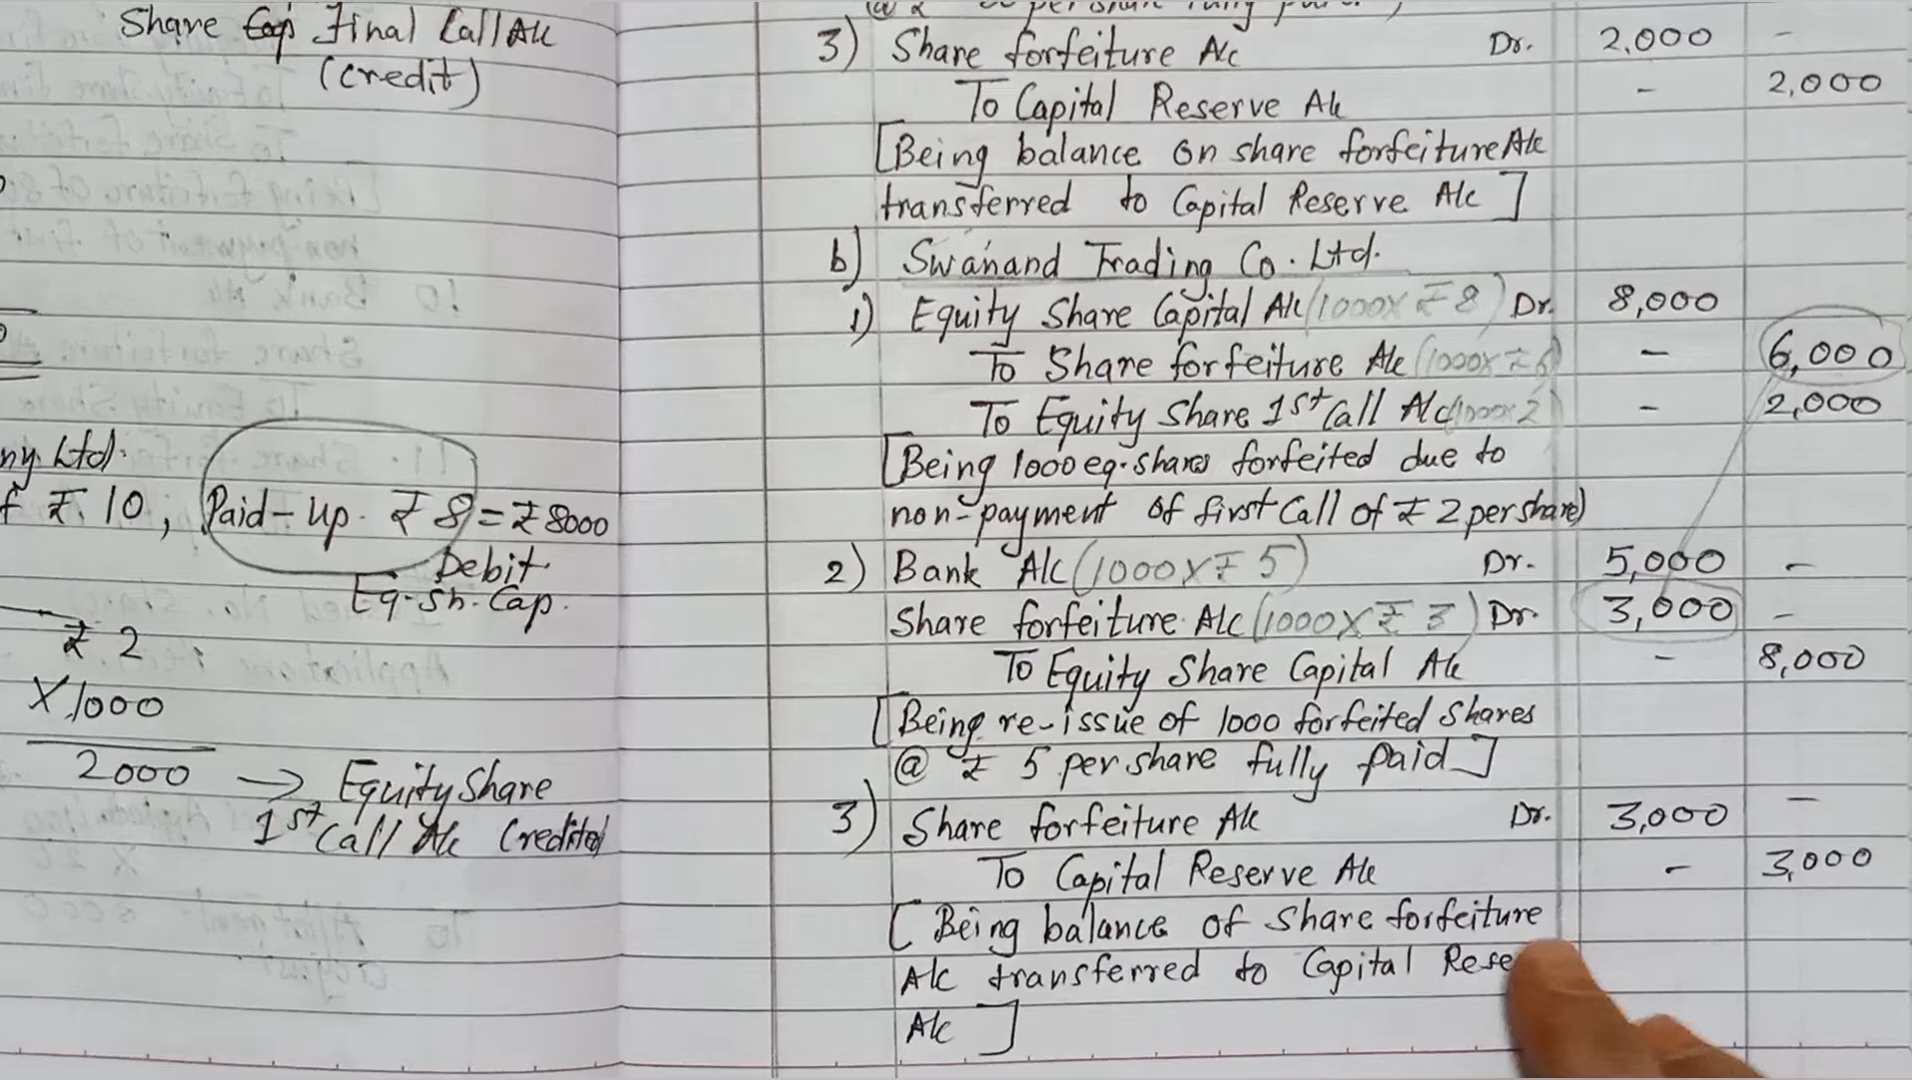 Share Cap Final Call A/c
(credit)
ny. Ltd.
f ₹. 10, Paid-up. ₹ 8 = ₹ 8000
Debit.
Eq. Sh. Cap.
₹ 2
X 1000
2000 → Equity Share
1st Call A/c Credited
3) Share forfeiture A/c Dr. 2,000 -
To Capital Reserve A/c - 2,000
[Being balance on share forfeiture A/c
transferred to Capital Reserve A/c]
b) Swanand Trading Co. Ltd.
1) Equity Share Capital A/c (1000 X ₹ 8) Dr. 8,000
To Share forfeiture A/c (1000 X ₹ 6) - 6,000
To Equity Share 1st Call A/c (1000 X 2) - 2,000
[Being 1000 eq. shares forfeited due to
non-payment of first Call of ₹ 2 per share)
2) Bank A/c (1000 X ₹ 5) Dr. 5,000 -
Share forfeiture A/c (1000 X ₹ 3) Dr. 3,000 -
To Equity Share Capital A/c - 8,000
[Being re-issue of 1000 forfeited Shares
@ ₹ 5 per share fully paid]
3) Share forfeiture A/c Dr. 3,000 -
To Capital Reserve A/c - 3,000
[Being balance of Share forfeiture
A/c transferred to Capital Rese
A/c]